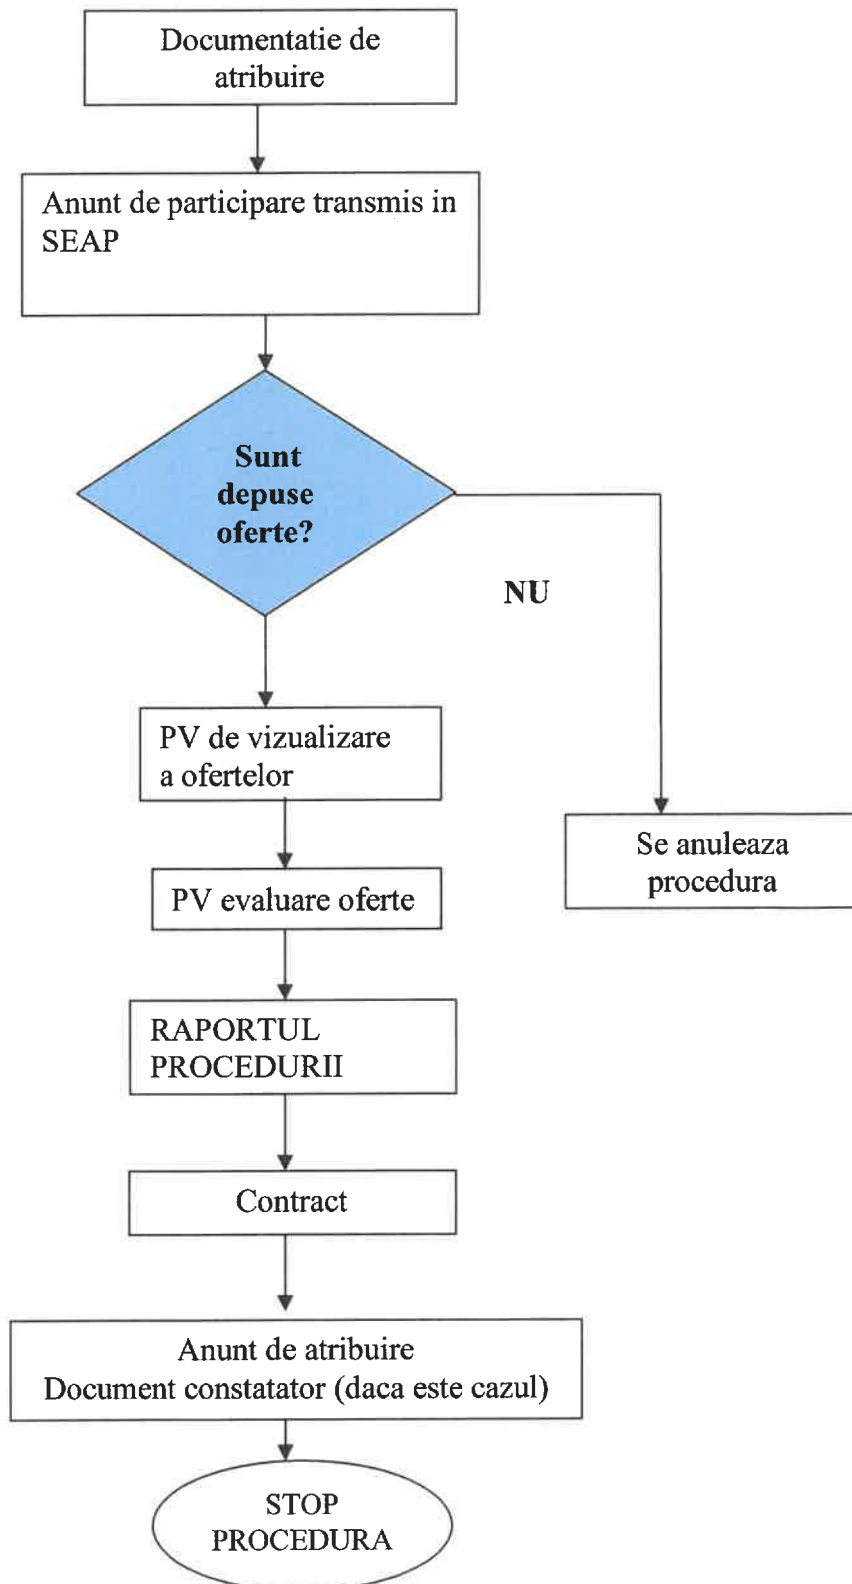 Documentatie de
atribuire
Anunt de participare transmis in
SEAP
Sunt
depuse
oferte?
NU
PV de vizualizare
a ofertelor
Se anuleaza
procedura
PV evaluare oferte
RAPORTUL
PROCEDURII
Contract
Anunt de atribuire
Document constatator (daca este cazul)
STOP
PROCEDURA